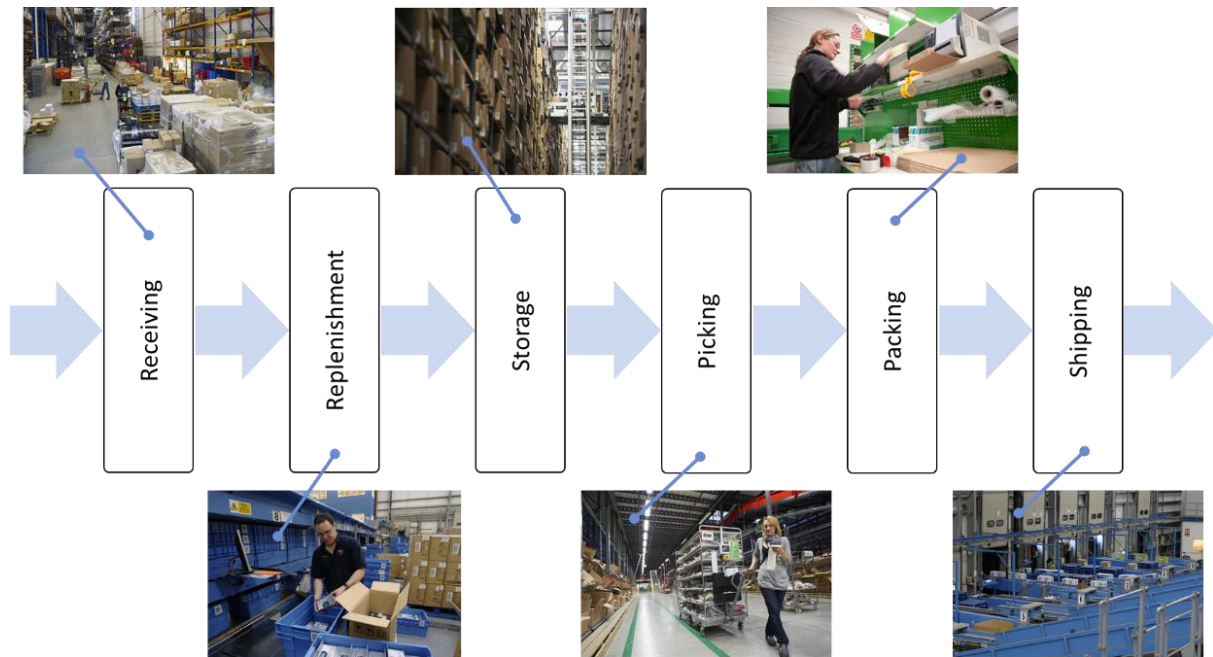 Receiving
Replenishment
Storage
Picking
Packing
Shipping